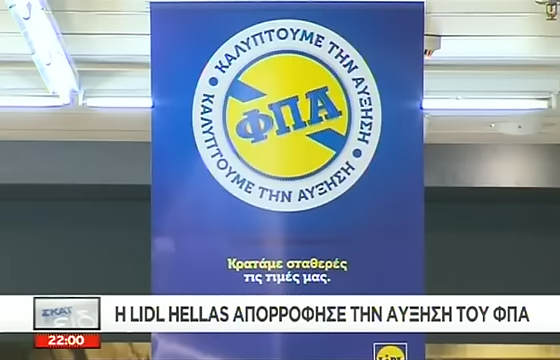 ΚΑΛΥΠΤΟΥΜΕ ΤΗΝ ΑΥΞΗΣΗ
ΚΑΛΥΠΤΟΥΜΕ ΤΗΝ ΑΥΞΗΣΗ
ΦΠΑ
Κρατάμε σταθερές
τις τιμές μας.
Η LIDL HELLAS ΑΠΟΡΡΟΦΗΣΕ ΤΗΝ ΑΥΞΗΣΗ ΤΟΥ ΦΠΑ
ΣΚΑΪ
22:00
LIDL